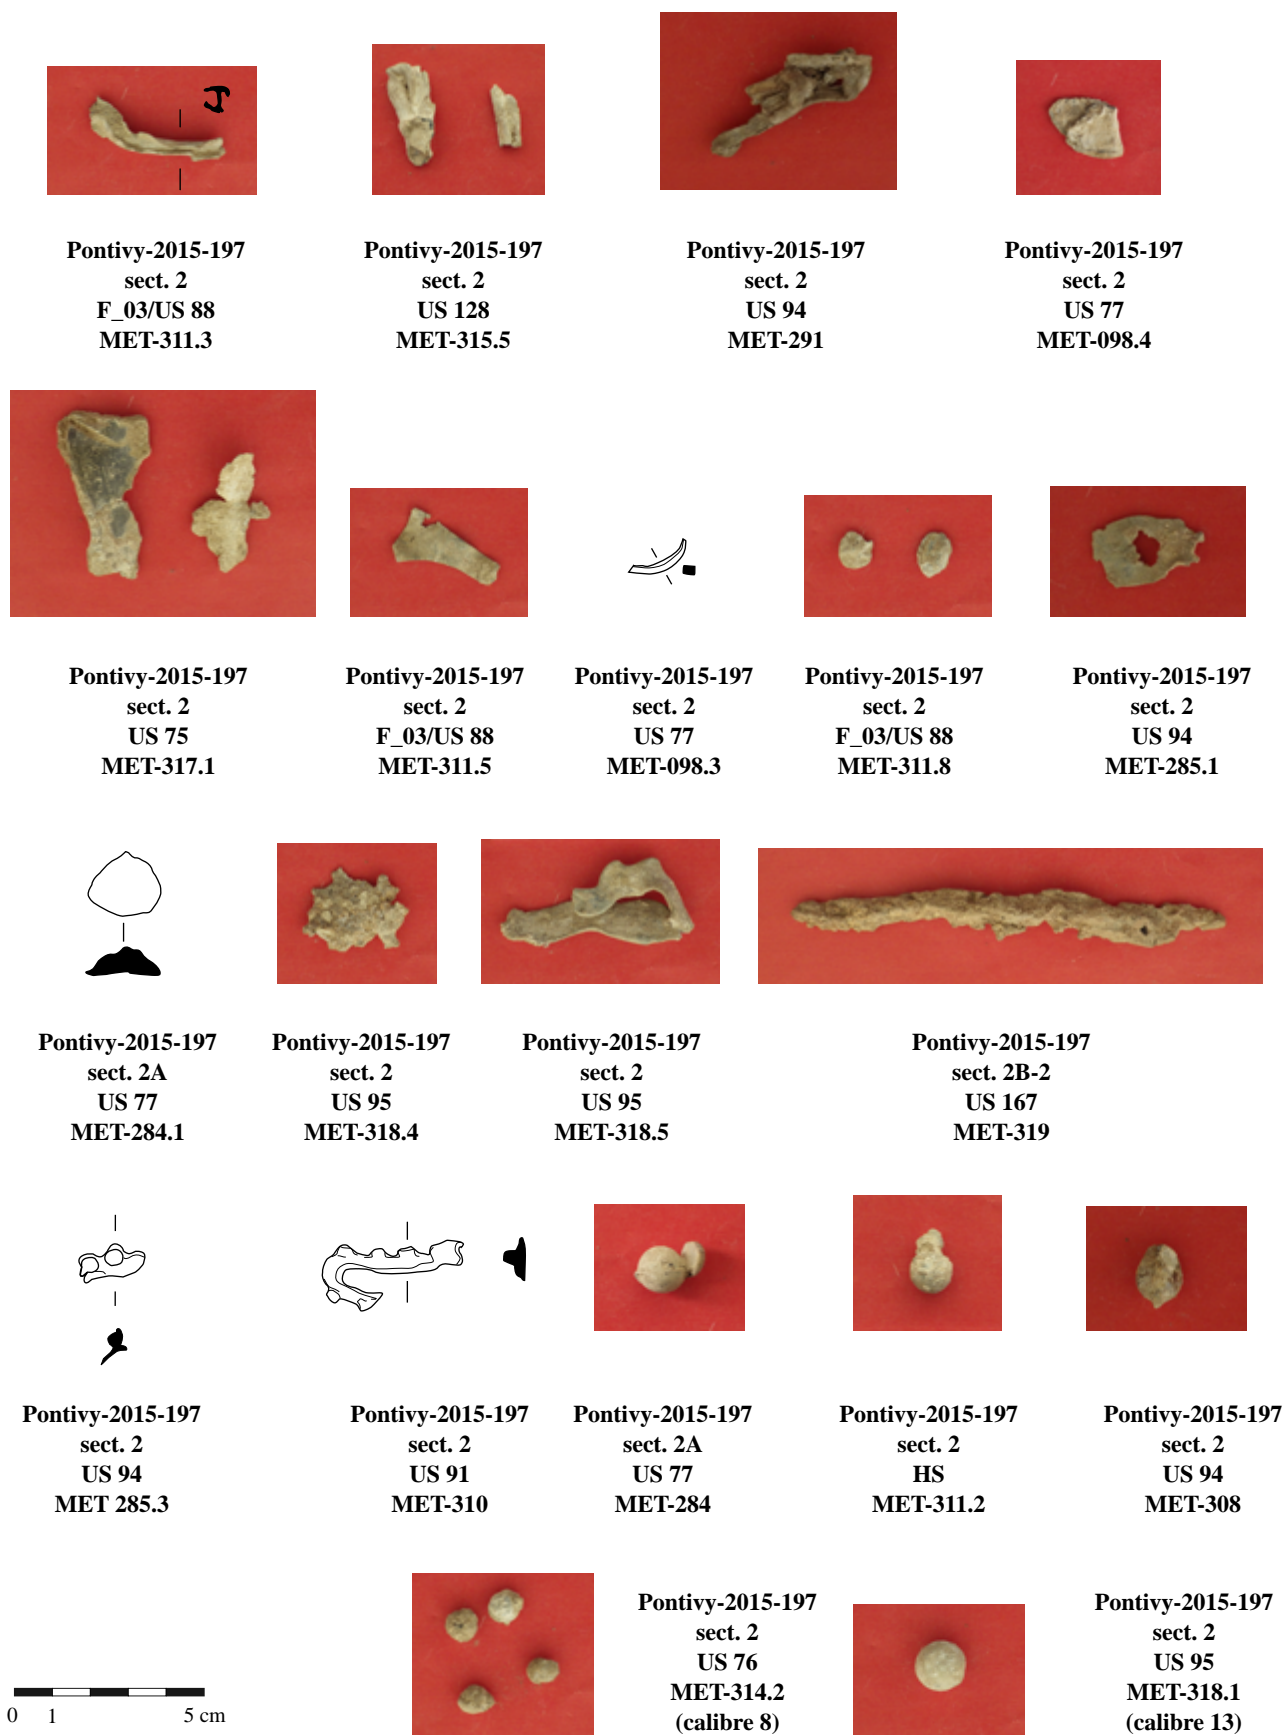 Pontivy-2015-197
sect. 2
F_03/US 88
MET-311.3
Pontivy-2015-197
sect. 2
US 128
MET-315.5
Pontivy-2015-197
sect. 2
US 94
MET-291
Pontivy-2015-197
sect. 2
US 77
MET-098.4
Pontivy-2015-197
sect. 2
US 75
MET-317.1
Pontivy-2015-197
sect. 2
F_03/US 88
MET-311.5
Pontivy-2015-197
sect. 2
US 77
MET-098.3
Pontivy-2015-197
sect. 2
F_03/US 88
MET-311.8
Pontivy-2015-197
sect. 2
US 94
MET-285.1
Pontivy-2015-197
sect. 2A
US 77
MET-284.1
Pontivy-2015-197
sect. 2
US 95
MET-318.4
Pontivy-2015-197
sect. 2
US 95
MET-318.5
Pontivy-2015-197
sect. 2B-2
US 167
MET-319
Pontivy-2015-197
sect. 2
US 94
MET 285.3
Pontivy-2015-197
sect. 2
US 91
MET-310
Pontivy-2015-197
sect. 2A
US 77
MET-284
Pontivy-2015-197
sect. 2
HS
MET-311.2
Pontivy-2015-197
sect. 2
US 94
MET-308
Pontivy-2015-197
sect. 2
US 76
MET-314.2
(calibre 8)
Pontivy-2015-197
sect. 2
US 95
MET-318.1
(calibre 13)
0 1 5 cm